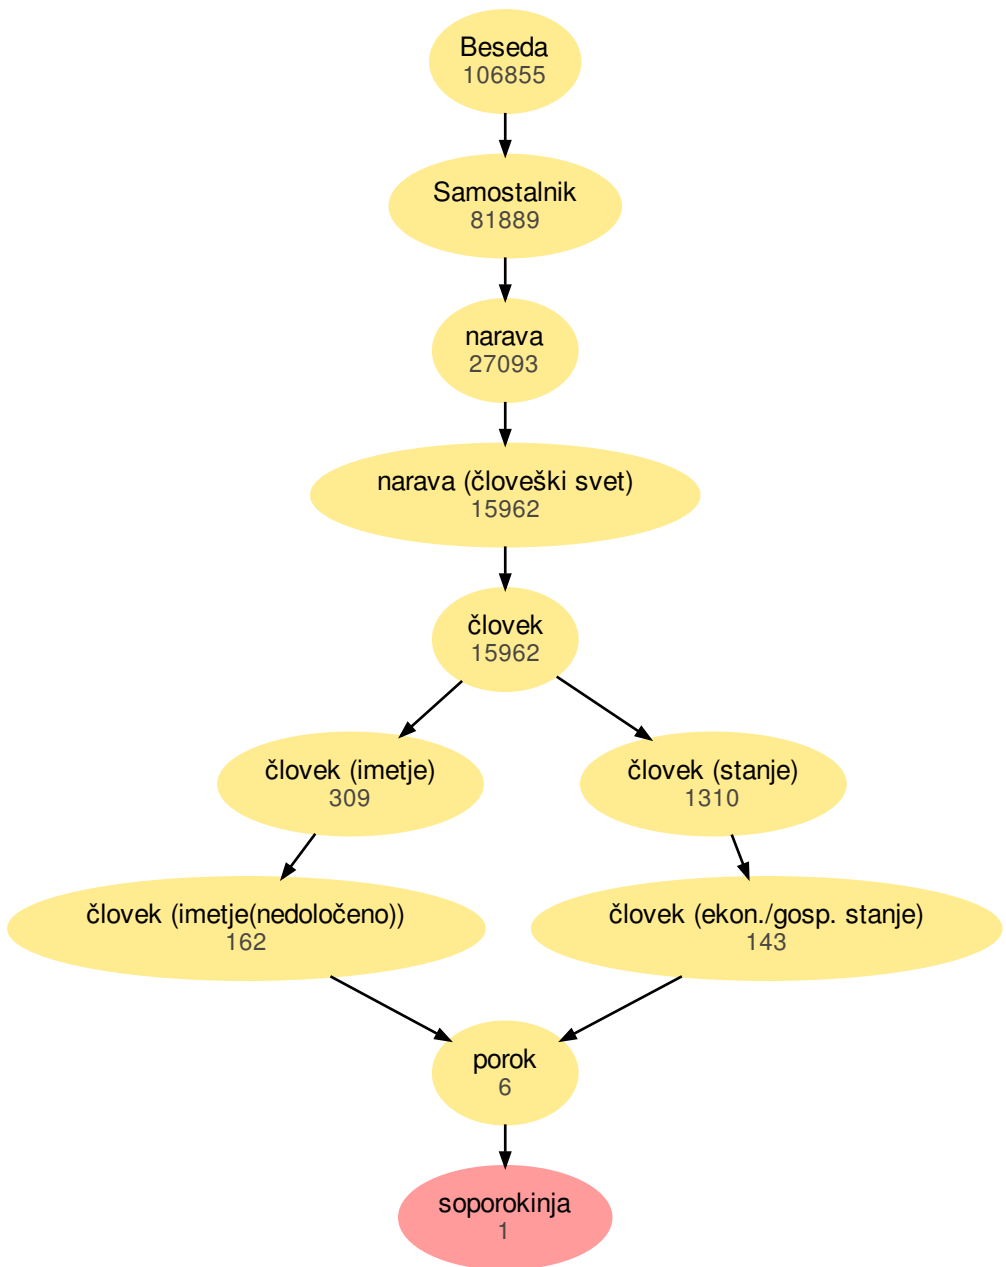 Beseda
106855
Samostalnik
81889
narava
27093
narava (človeški svet)
15962
človek
15962
človek (imetje)
309
človek (stanje)
1310
človek (imetje(nedoločeno))
162
človek (ekon./gosp. stanje)
143
porok
6
soporokinja
1